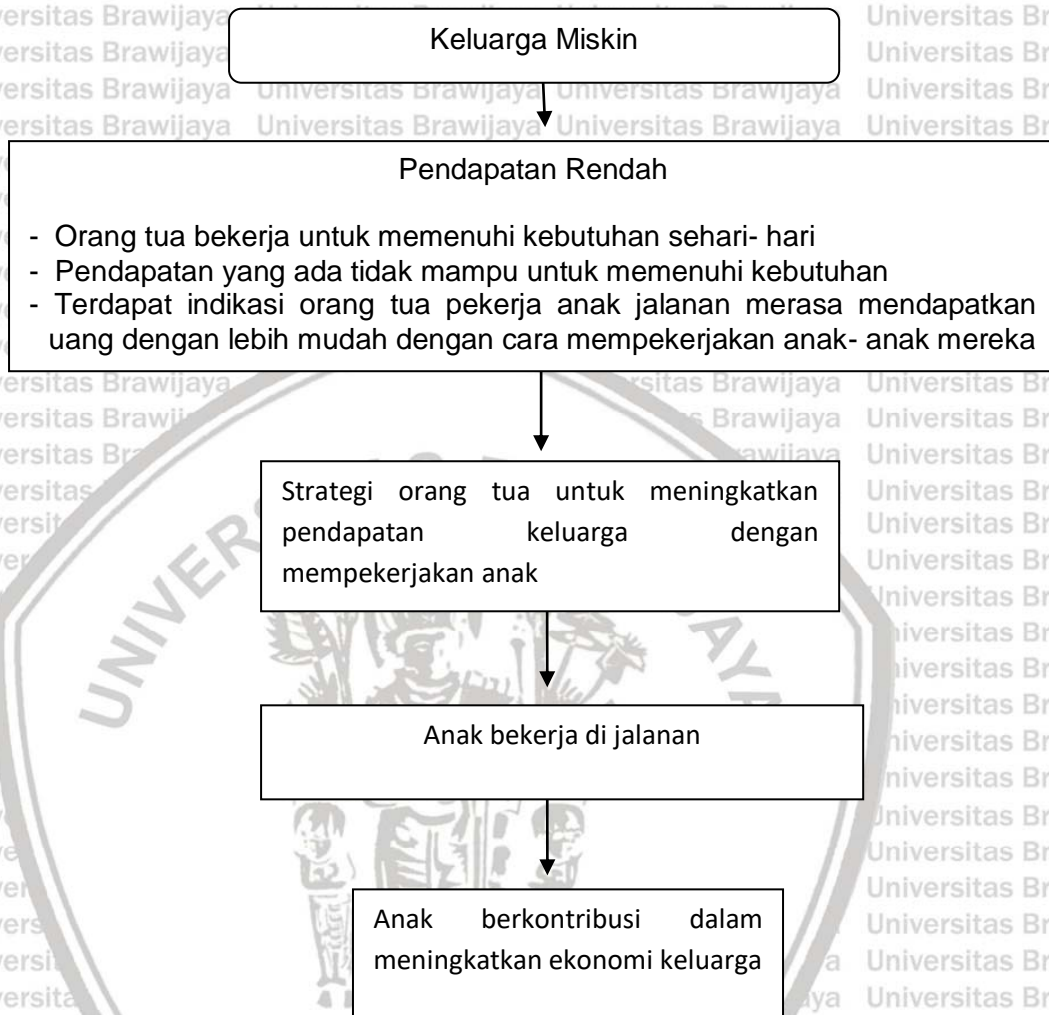 Keluarga Miskin
Pendapatan Rendah
- Orang tua bekerja untuk memenuhi kebutuhan sehari- hari
- Pendapatan yang ada tidak mampu untuk memenuhi kebutuhan
- Terdapat indikasi orang tua pekerja anak jalanan merasa mendapatkan
uang dengan lebih mudah dengan cara mempekerjakan anak- anak mereka
Strategi orang tua untuk meningkatkan
pendapatan keluarga dengan
mempekerjakan anak
Anak bekerja di jalanan
Anak berkontribusi dalam
meningkatkan ekonomi keluarga